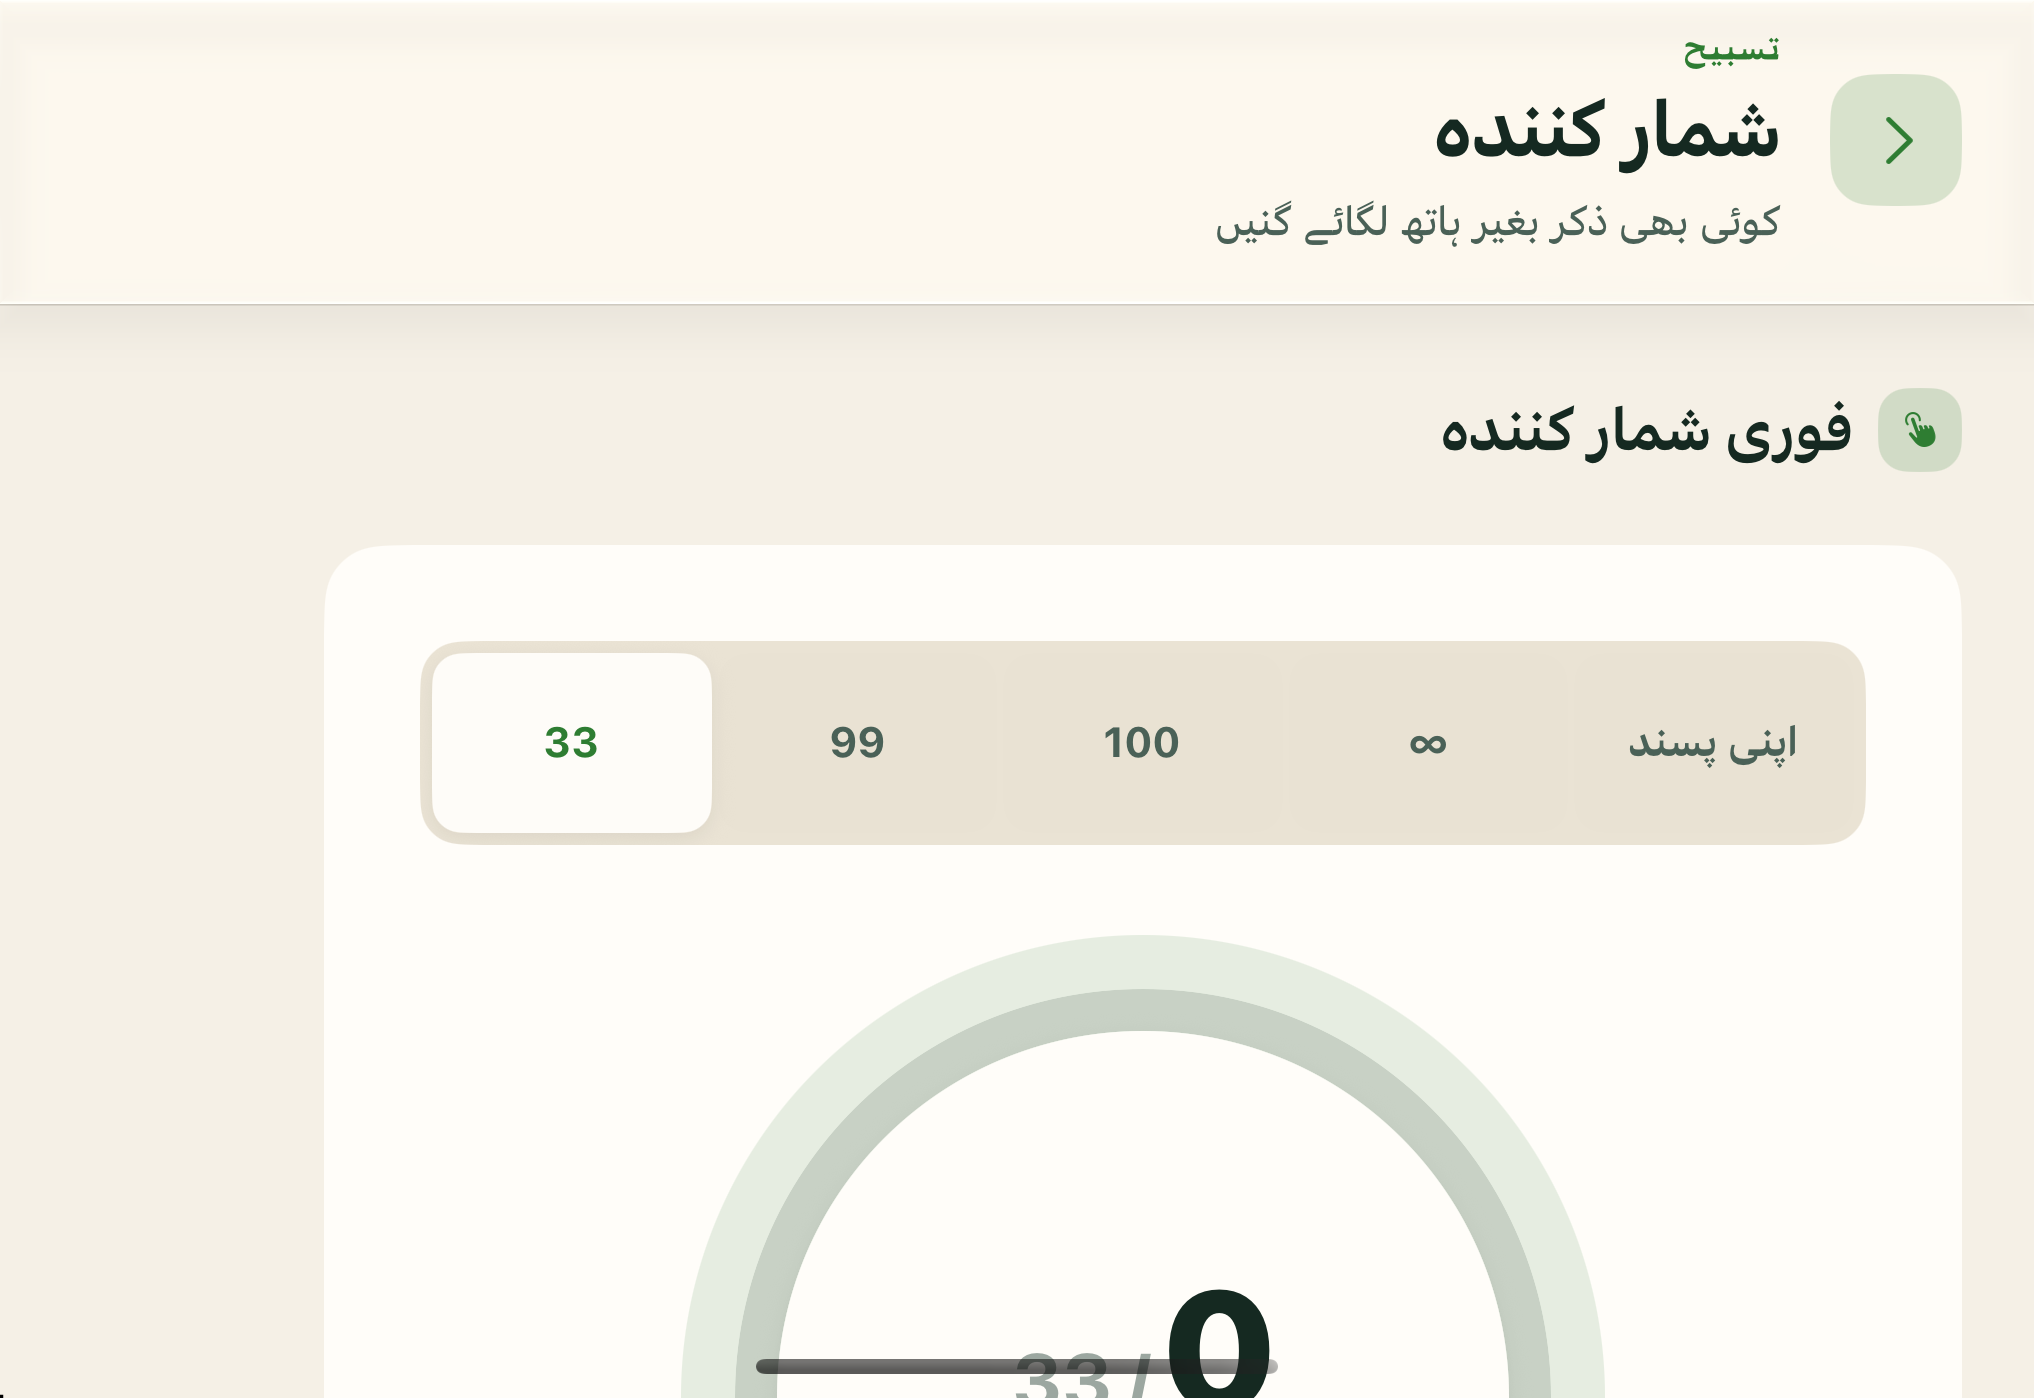 تسبیح
شمار کنندہ
کوئی بھی ذکر بغیر ہاتھ لگائے گنیں
فوری شمار کنندہ
اپنی پسند ∞ 100 99 33
0 / 33